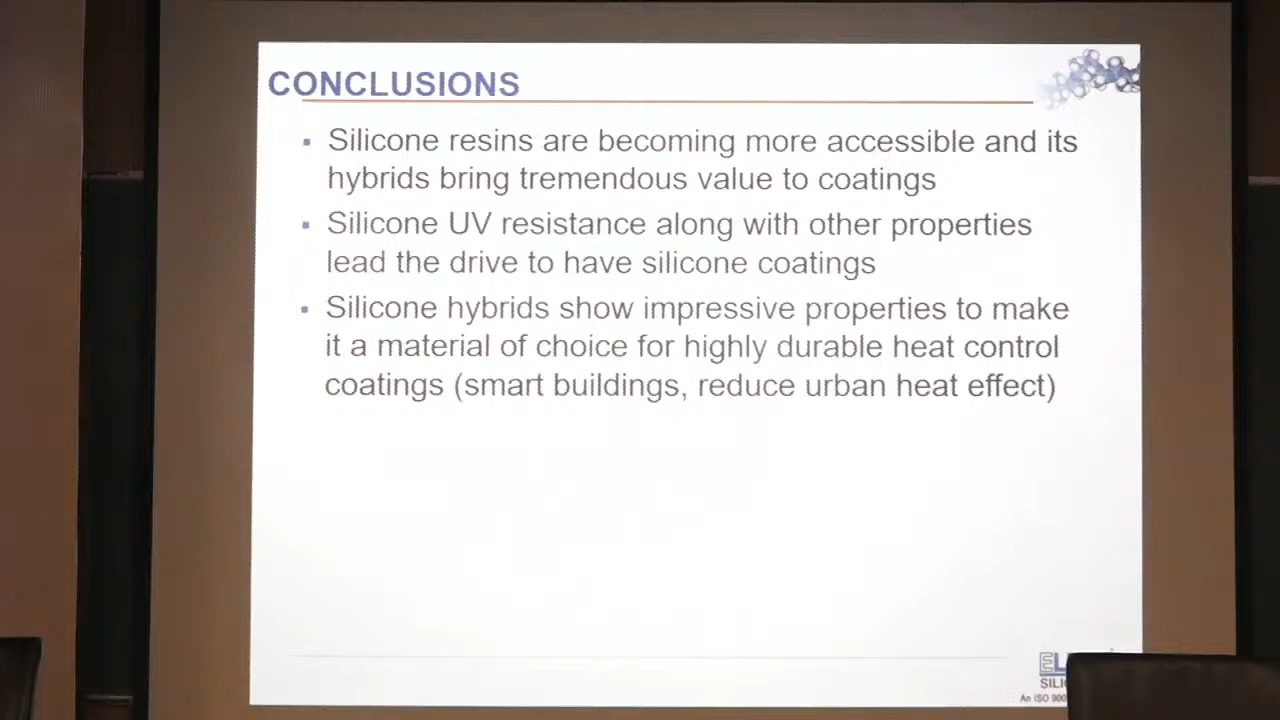 CONCLUSIONS
▪ Silicone resins are becoming more accessible and its
hybrids bring tremendous value to coatings
▪ Silicone UV resistance along with other properties
lead the drive to have silicone coatings
▪ Silicone hybrids show impressive properties to make
it a material of choice for highly durable heat control
coatings (smart buildings, reduce urban heat effect)
An ISO